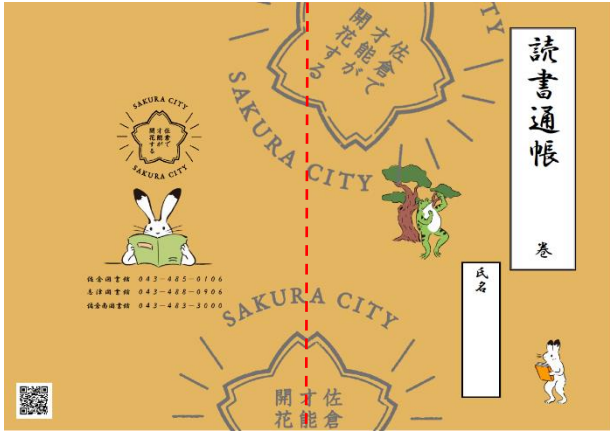 読書通帳
巻
氏名
佐倉で
才能が
開花する
SAKURA CITY
SAKURA CITY
佐倉
才能
開花
SAKURA CITY
佐倉で
才能が
開花する
SAKURA CITY
佐倉図書館 043-485-0106
志津図書館 043-488-0906
佐倉南図書館 043-483-3000